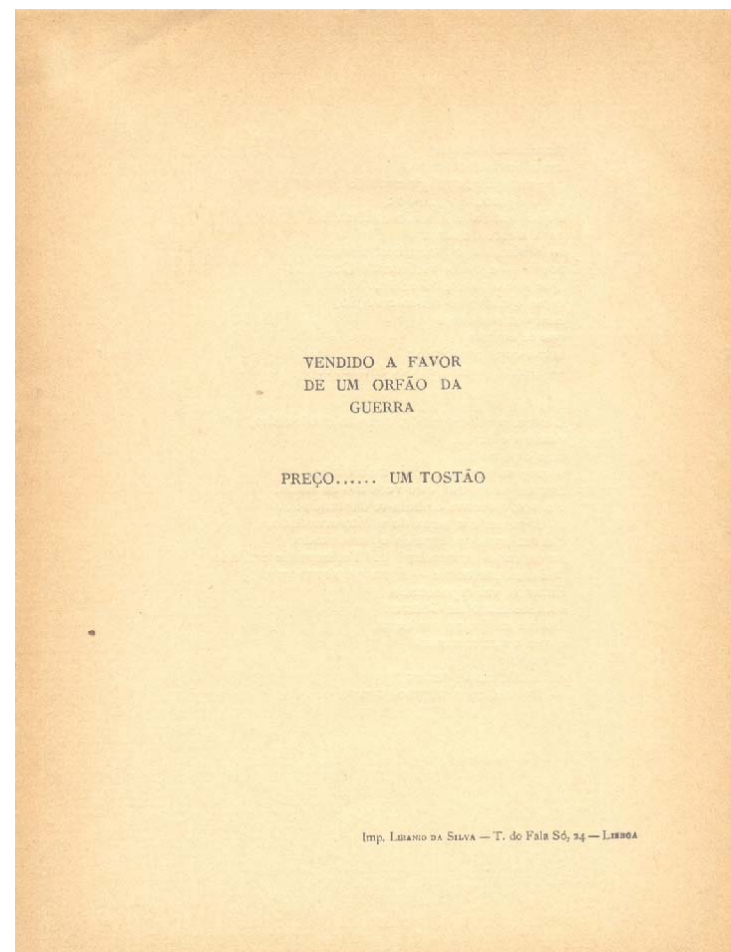 VENDIDO A FAVOR
DE UM ORFÃO DA
GUERRA
PREÇO...... UM TOSTÃO
Imp. LIBANIO DA SILVA — T. do Fala Só, 24 — LISBOA